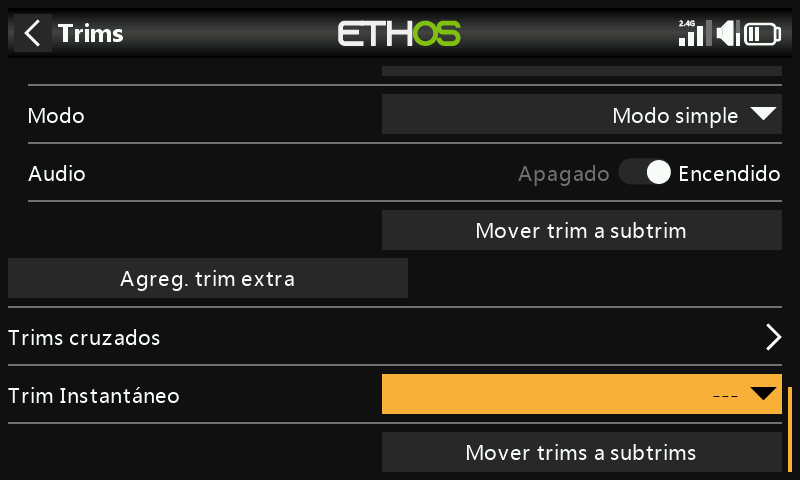 Trims
ETHOS
2.4G
Modo
Modo simple
Audio
Apagado
Encendido
Mover trim a subtrim
Agreg. trim extra
Trims cruzados
Trim Instantáneo
---
Mover trims a subtrims